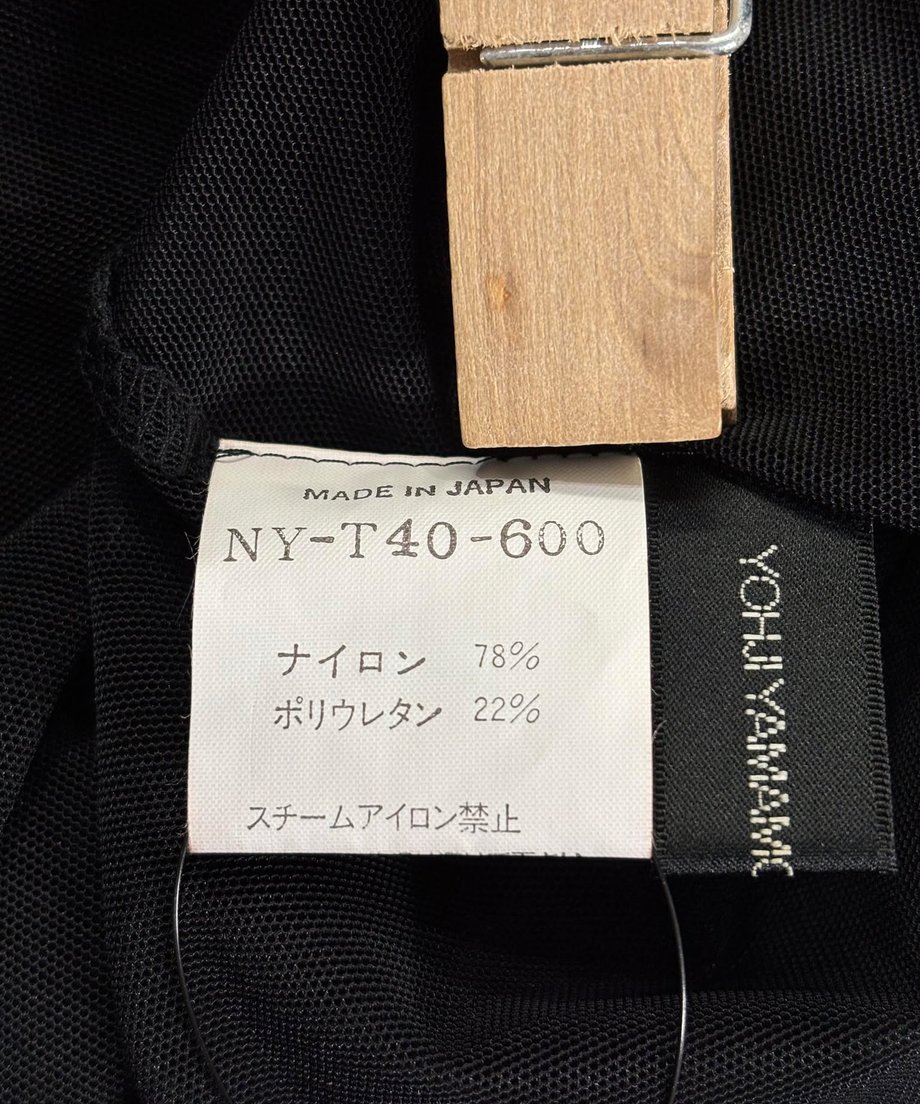 MADE IN JAPAN
NY-T40-600
ナイロン 78%
ポリウレタン 22%
スチームアイロン禁止
YOHJI YAMAMO